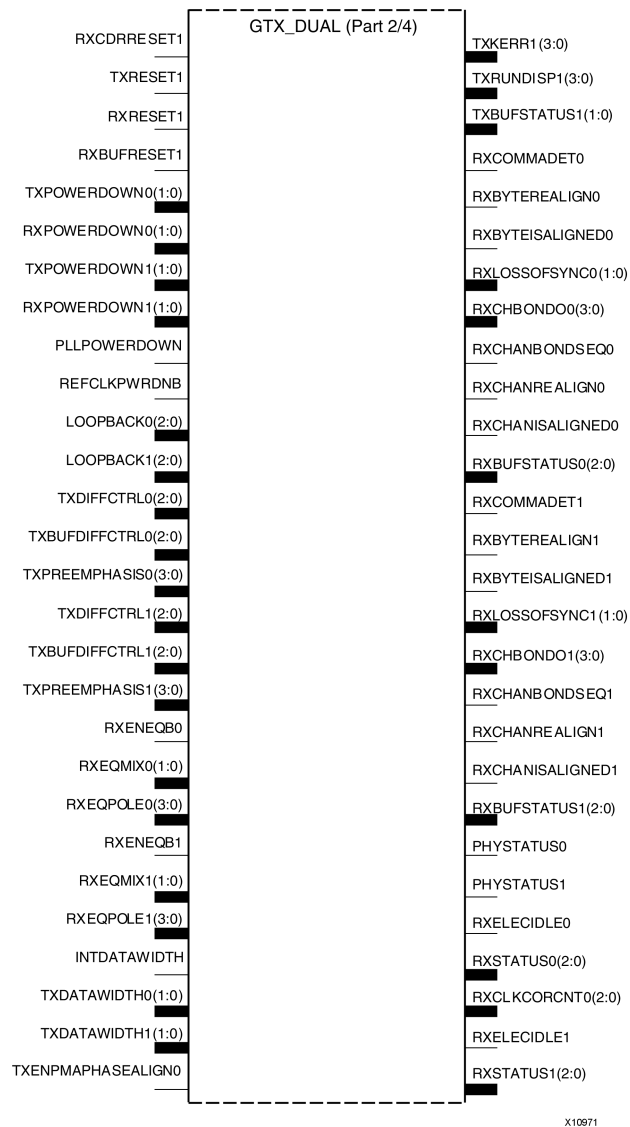 GTX_DUAL (Part 2/4)
RXCDRRESET1
TXRESET1
RXRESET1
RXBUFRESET1
TXPOWERDOWN0(1:0)
RXPOWERDOWN0(1:0)
TXPOWERDOWN1(1:0)
RXPOWERDOWN1(1:0)
PLLPOWERDOWN
REFCLKPWRDNB
LOOPBACK0(2:0)
LOOPBACK1(2:0)
TXDIFFCTRL0(2:0)
TXBUFDIFFCTRL0(2:0)
TXPREEMPHASIS0(3:0)
TXDIFFCTRL1(2:0)
TXBUFDIFFCTRL1(2:0)
TXPREEMPHASIS1(3:0)
RXENEQB0
RXEQMIX0(1:0)
RXEQPOLE0(3:0)
RXENEQB1
RXEQMIX1(1:0)
RXEQPOLE1(3:0)
INTDATAWIDTH
TXDATAWIDTH0(1:0)
TXDATAWIDTH1(1:0)
TXENPMAPHASEALIGN0
TXKERR1(3:0)
TXRUNDISP1(3:0)
TXBUFSTATUS1(1:0)
RXCOMMADET0
RXBYTEREALIGN0
RXBYTEISALIGNED0
RXLOSSOFSYNC0(1:0)
RXCHBONDO0(3:0)
RXCHANBONDSEQ0
RXCHANREALIGN0
RXCHANISALIGNED0
RXBUFSTATUS0(2:0)
RXCOMMADET1
RXBYTEREALIGN1
RXBYTEISALIGNED1
RXLOSSOFSYNC1(1:0)
RXCHBONDO1(3:0)
RXCHANBONDSEQ1
RXCHANREALIGN1
RXCHANISALIGNED1
RXBUFSTATUS1(2:0)
PHYSTATUS0
PHYSTATUS1
RXELECIDLE0
RXSTATUS0(2:0)
RXCLKCORCNT0(2:0)
RXELECIDLE1
RXSTATUS1(2:0)
X10971